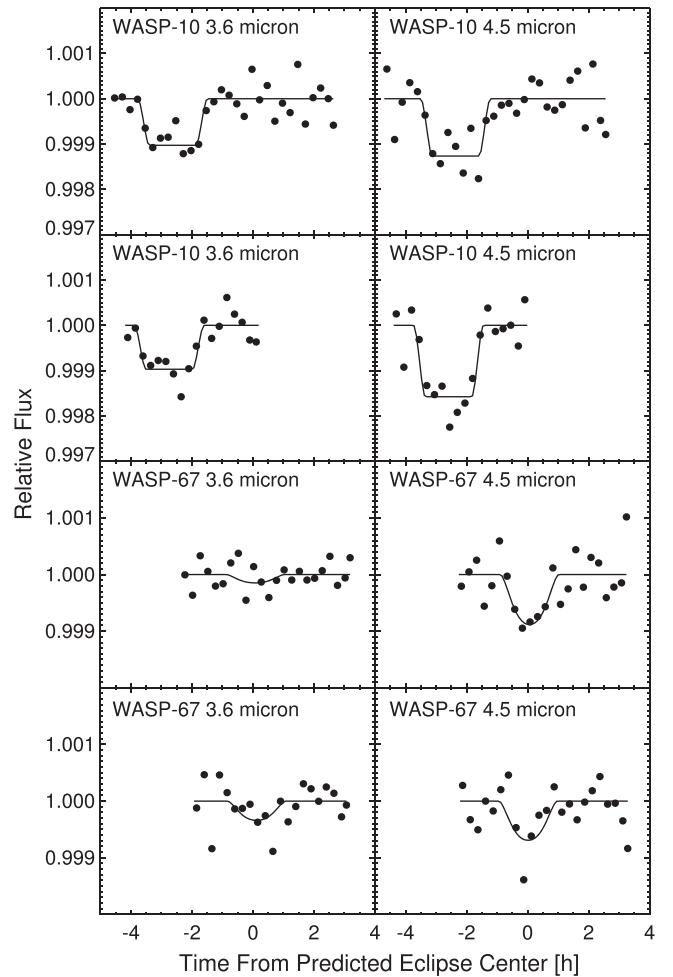 WASP-10 3.6 micron
WASP-10 4.5 micron
1.001
1.000
0.999
0.998
0.997
WASP-10 3.6 micron
WASP-10 4.5 micron
1.001
1.000
0.999
0.998
0.997
Relative Flux
WASP-67 3.6 micron
WASP-67 4.5 micron
1.001
1.000
0.999
WASP-67 3.6 micron
WASP-67 4.5 micron
1.001
1.000
0.999
-4 -2 0 2 4 -4 -2 0 2 4
Time From Predicted Eclipse Center [h]